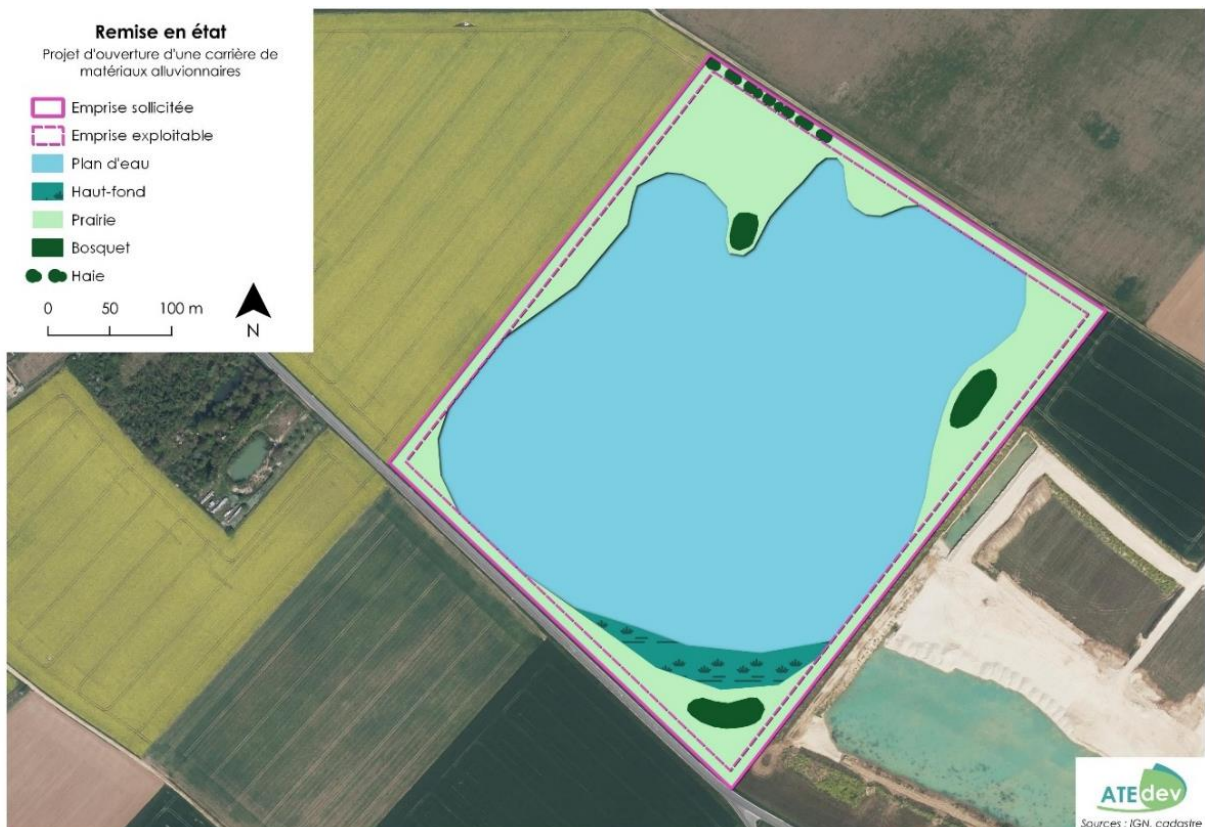 Remise en état
Projet d'ouverture d'une carrière de
matériaux alluvionnaires
Emprise sollicitée
Emprise exploitable
Plan d'eau
Haut-fond
Prairie
Bosquet
Haie
0 50 100 m
N
ATEdev
Sources : IGN, cadastre